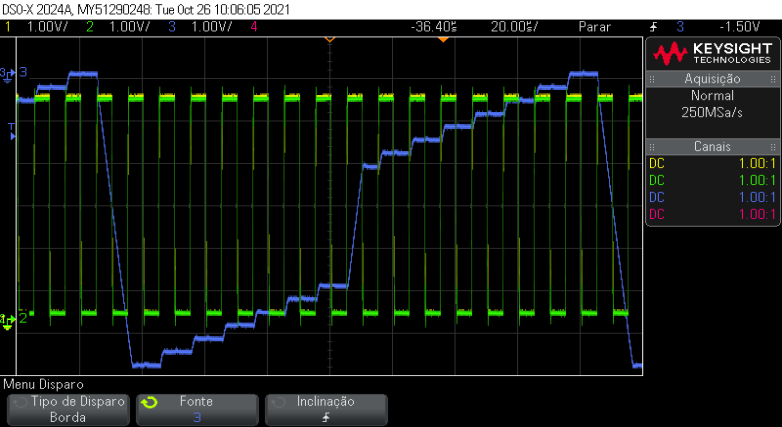 DSO-X 2024A, MY51290248: Tue Oct 26 10:06:05 2021
1 1.00V/ 2 1.00V/ 3 1.00V/ 4 -36.40s 20.00s/ Parar 3 -1.50V
KEYSIGHT
TECHNOLOGIES
Aquisição
Normal
250MSa/s
Canais
DC 1.00:1
DC 1.00:1
DC 1.00:1
DC 1.00:1
3
T
2
Menu Disparo
Tipo de Disparo
Borda
Fonte
3
Inclinação